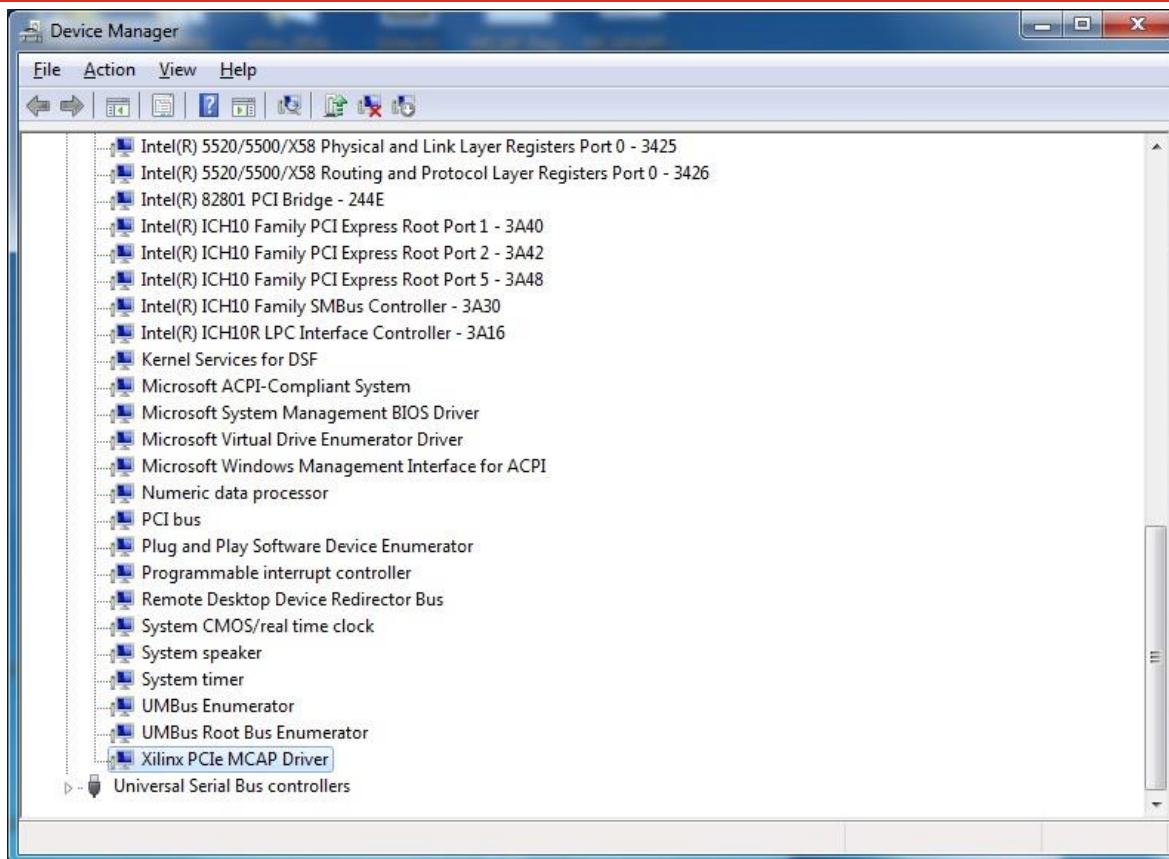 Device Manager
File Action View Help
Intel(R) 5520/5500/X58 Physical and Link Layer Registers Port 0 - 3425
Intel(R) 5520/5500/X58 Routing and Protocol Layer Registers Port 0 - 3426
Intel(R) 82801 PCI Bridge - 244E
Intel(R) ICH10 Family PCI Express Root Port 1 - 3A40
Intel(R) ICH10 Family PCI Express Root Port 2 - 3A42
Intel(R) ICH10 Family PCI Express Root Port 5 - 3A48
Intel(R) ICH10 Family SMBus Controller - 3A30
Intel(R) ICH10R LPC Interface Controller - 3A16
Kernel Services for DSF
Microsoft ACPI-Compliant System
Microsoft System Management BIOS Driver
Microsoft Virtual Drive Enumerator Driver
Microsoft Windows Management Interface for ACPI
Numeric data processor
PCI bus
Plug and Play Software Device Enumerator
Programmable interrupt controller
Remote Desktop Device Redirector Bus
System CMOS/real time clock
System speaker
System timer
UMBus Enumerator
UMBus Root Bus Enumerator
Xilinx PCIe MCAP Driver
Universal Serial Bus controllers